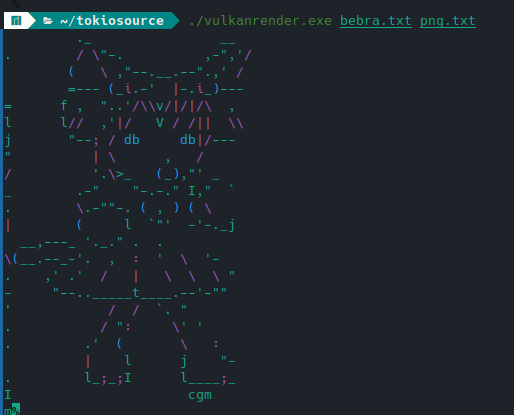 ~/tokiosource ./vulkanrender.exe bebra.txt png.txt
            ._                 __
.        / \"-.          ,-",'/
        (   \ ,"--.__.--".,' /
        =--- (_i.-'  |-.i_)---
=      f ,  "..'/\\v/|/|/\  ,
l      l//  ,'|/   V / /||  \\
j       "--; / db     db|/---
"          | \      ,   /
/          '.\>_   (_),"' _
_        .-"    "-.-." I,"  `
.        \.-""-. ( , ) ( \
|        (     l  `"'  -'-._j
  __,---_ '._." .  .
\(__.--_-'.  ,  :  '  \  '-
.    ,' .'  /   |   \  \  \ "
-     "--.._____t____.--'-""
'            /  /  `. "
.           / ":     \' '
.         .'  (       \   :
          |    l      j    "-
.         l_;_;I      l____;_
I                      cgm
m%